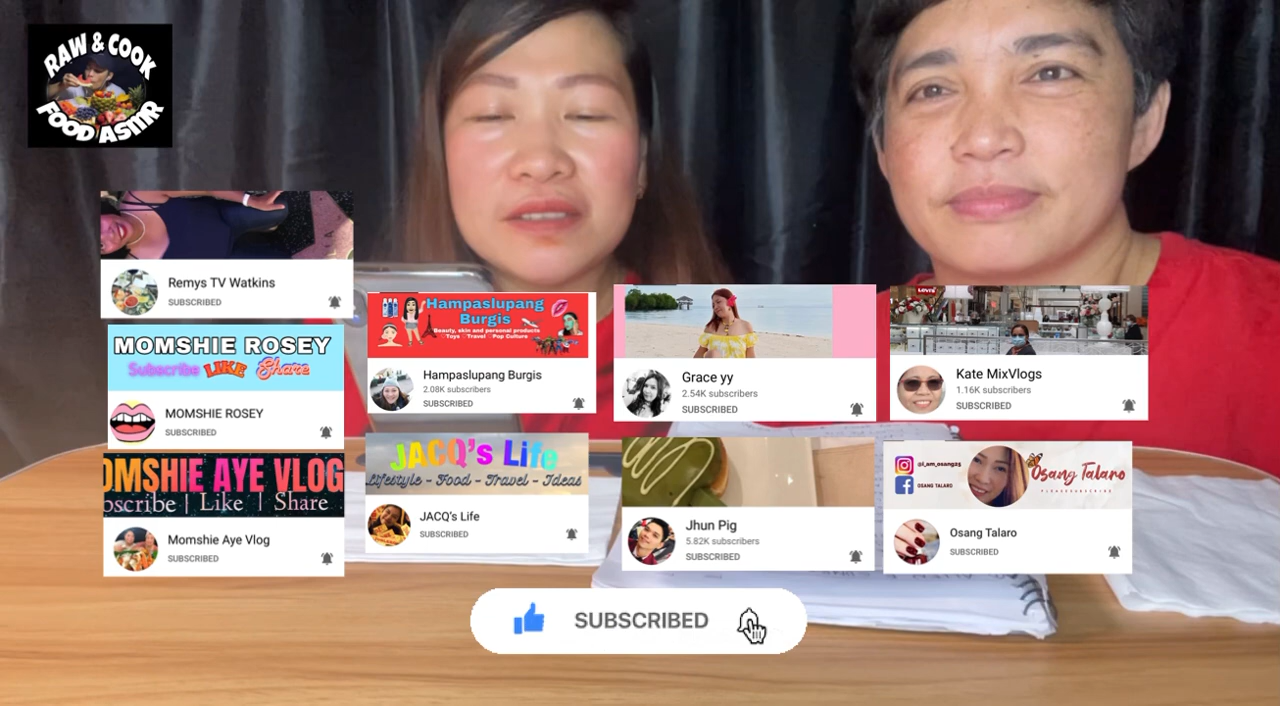 RAW & COOK
FOOD ASMR
Remys TV Watkins
SUBSCRIBED
MOMSHIE ROSEY
Subscribe LIKE Share
MOMSHIE ROSEY
SUBSCRIBED
OMSHIE AYE VLOG
oscribe | Like | Share
Momshie Aye Vlog
SUBSCRIBED
Hampaslupang
Burgis
Beauty, skin and personal products
Toys Travel Pop Culture
Hampaslupang Burgis
2.08K subscribers
SUBSCRIBED
JACQ's Life
Lifestyle - Food - Travel - Ideas
JACQ's Life
SUBSCRIBED
Grace yy
2.54K subscribers
SUBSCRIBED
Jhun Pig
5.82K subscribers
SUBSCRIBED
Levi's
Kate MixVlogs
1.16K subscribers
SUBSCRIBED
@i_am_osang25
OSANG TALARO
Osang Talaro
Osang Talaro
SUBSCRIBED
SUBSCRIBED